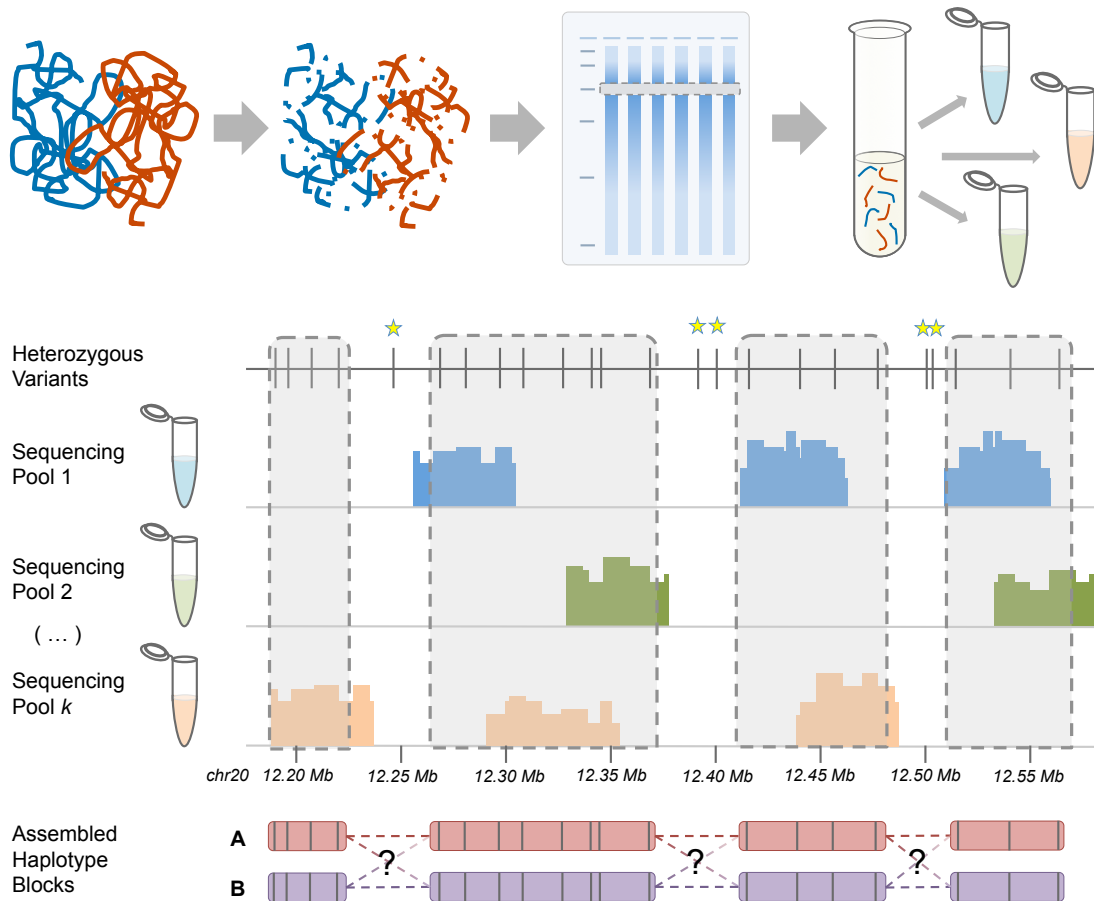 Heterozygous
Variants
Sequencing
Pool 1
Sequencing
Pool 2
( ... )
Sequencing
Pool k
chr20
12.20 Mb
12.25 Mb
12.30 Mb
12.35 Mb
12.40 Mb
12.45 Mb
12.50 Mb
12.55 Mb
Assembled
Haplotype
Blocks
A
? ? ?
B